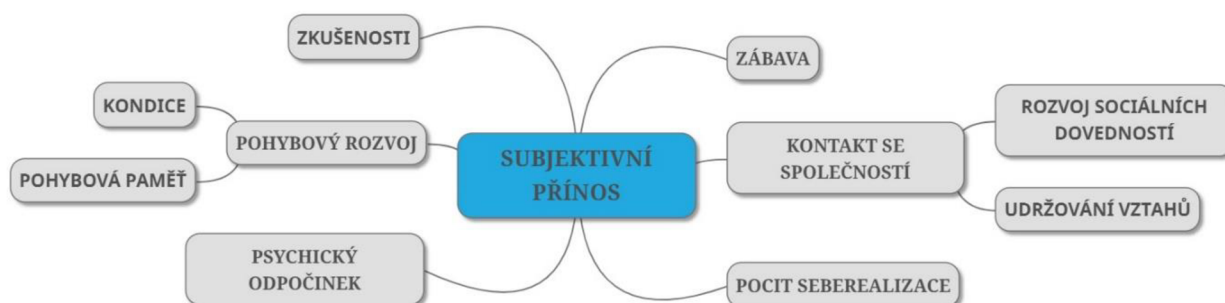 ZKUŠENOSTI
ZÁBAVA
KONDICE
POHYBOVÝ ROZVOJ
POHYBOVÁ PAMĚŤ
SUBJEKTIVNÍ
PŘÍNOS
KONTAKT SE
SPOLEČNOSTÍ
ROZVOJ SOCIÁLNÍCH
DOVEDNOSTÍ
UDRŽOVÁNÍ VZTAHŮ
PSYCHICKÝ
ODPOČINEK
POCIT SEBEREALIZACE